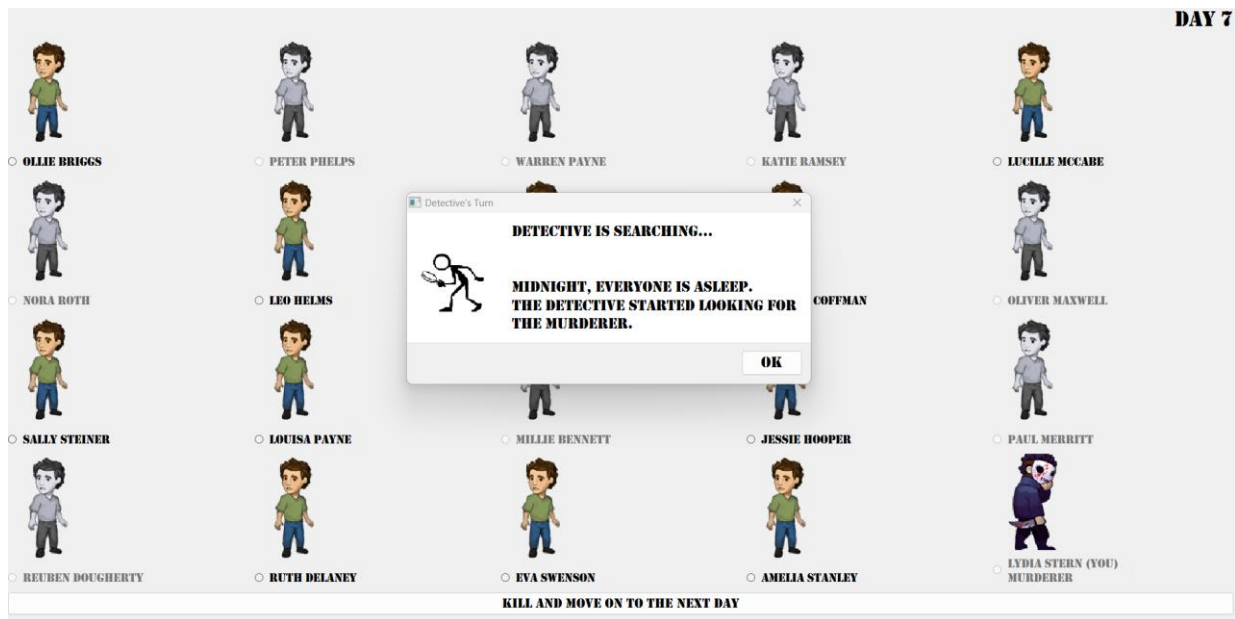 DAY 7
OLLIE BRIGGS
PETER PHELPS
WARREN PAYNE
KATIE RAMSEY
LUCILLE MCCABE
Detective's Turn
DETECTIVE IS SEARCHING...
MIDNIGHT, EVERYONE IS ASLEEP.
THE DETECTIVE STARTED LOOKING FOR
THE MURDERER.
OK
NORA ROTH
LEO HELMS
COFFMAN
OLIVER MAXWELL
SALLY STEINER
LOUISA PAYNE
MILLIE BENNETT
JESSIE HOOPER
PAUL MERRITT
REUBEN DOUGHERTY
RUTH DELANEY
EVA SWENSON
AMELIA STANLEY
LYDIA STERN (YOU)
MURDERER
KILL AND MOVE ON TO THE NEXT DAY